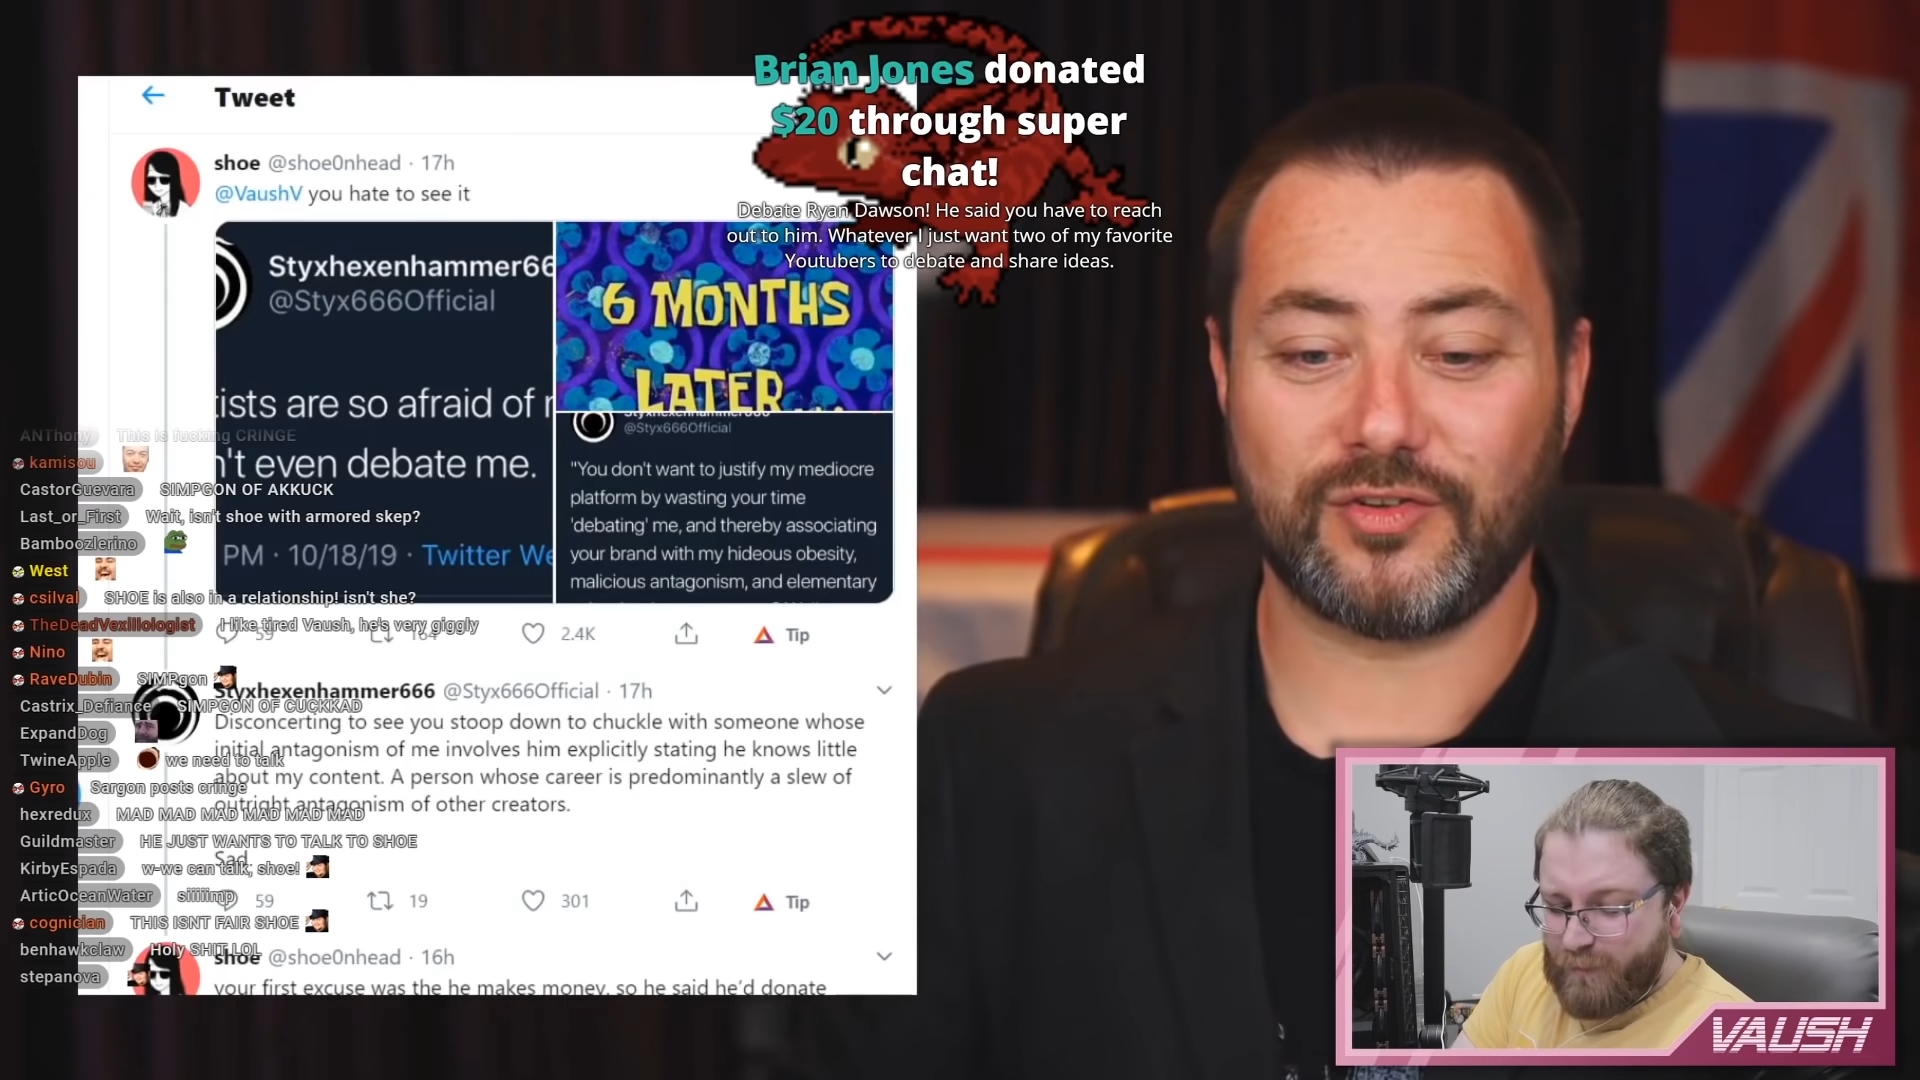 Brian Jones donated
$20 through super
chat!
Debate Ryan Dawson! He said you have to reach
out to him. Whatever I just want two of my favorite
Youtubers to debate and share ideas.
Tweet
shoe @shoe0nhead · 17h
@VaushV you hate to see it
Styxhexenhammer66
@Styx666Official
tists are so afraid of
n't even debate me.
PM · 10/18/19 · Twitter We
6 MONTHS
LATER...
Styxhexenhammer666
@Styx666Official
"You don't want to justify my mediocre
platform by wasting your time
'debating' me, and thereby associating
your brand with my hideous obesity,
malicious antagonism, and elementary
59 164 2.4K Tip
Styxhexenhammer666 @Styx666Official · 17h
Disconcerting to see you stoop down to chuckle with someone whose
initial antagonism of me involves him explicitly stating he knows little
about my content. A person whose career is predominantly a slew of
outright antagonism of other creators.
Sad.
59 19 301 Tip
shoe @shoe0nhead · 16h
your first excuse was the he makes money, so he said he'd donate
ANThony This is fucking CRINGE
kamisou
CastorGuevara SIMPGON OF AKKUCK
Last_or_First Wait, isn't shoe with armored skep?
Bamboozlerino
West
csilval SHOE is also in a relationship! isn't she?
TheDeadVexillologist I like tired Vaush, he's very giggly
Nino
RaveDubin SIMPgon
Castrix_Defiance SIMPGON OF CUCKKAD
ExpandDog
TwineApple we need to talk
Gyro Sargon posts cringe
hexredux MAD MAD MAD MAD MAD MAD
Guildmaster HE JUST WANTS TO TALK TO SHOE
KirbyEspada w-we can talk, shoe!
ArticOceanWater siiiiimp
cognician THIS ISNT FAIR SHOE
benhawkclaw Holy SHIT LOL
stepanova
VAUSH